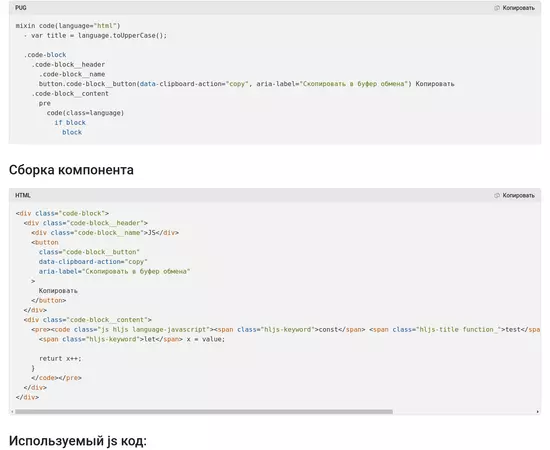 PUG
Копировать
mixin code(language="html")
- var title = language.toUpperCase();
.code-block
.code-block__header
.code-block__name
button.code-block__button(data-clipboard-action="copy", aria-label="Скопировать в буфер обмена") Копировать
.code-block__content
pre
code(class=language)
if block
block
Сборка компонента
HTML
Копировать
<div class="code-block">
<div class="code-block__header">
<div class="code-block__name">JS</div>
<button
class="code-block__button"
data-clipboard-action="copy"
aria-label="Скопировать в буфер обмена"
>
Копировать
</button>
</div>
<div class="code-block__content">
<pre><code class="js hljs language-javascript"><span class="hljs-keyword">const</span> <span class="hljs-title function_">test</spa
<span class="hljs-keyword">let</span> x = value;
returt x++;
}
</code></pre>
</div>
</div>
Используемый js код: